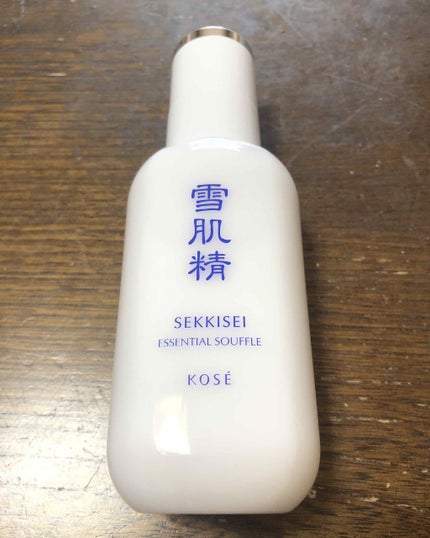 雪
肌
精
SEKKISEI
ESSENTIAL SOUFFLE
KOSÉ